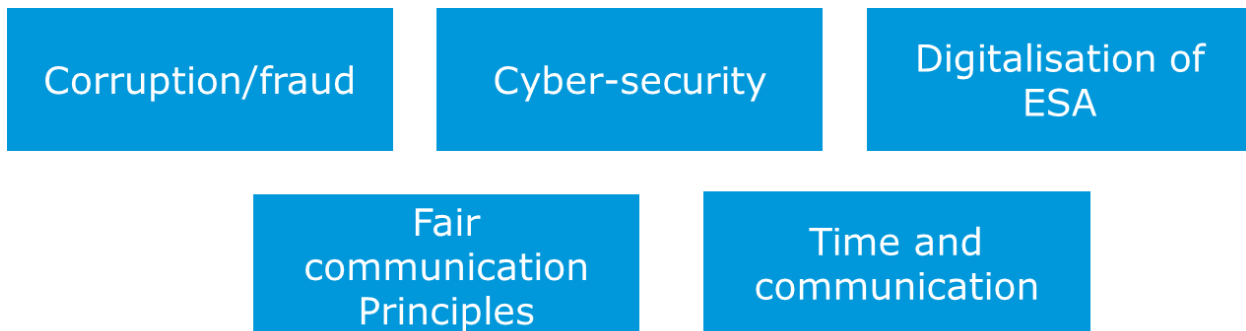 Corruption/fraud
Cyber-security
Digitalisation of
ESA
Fair
communication
Principles
Time and
communication